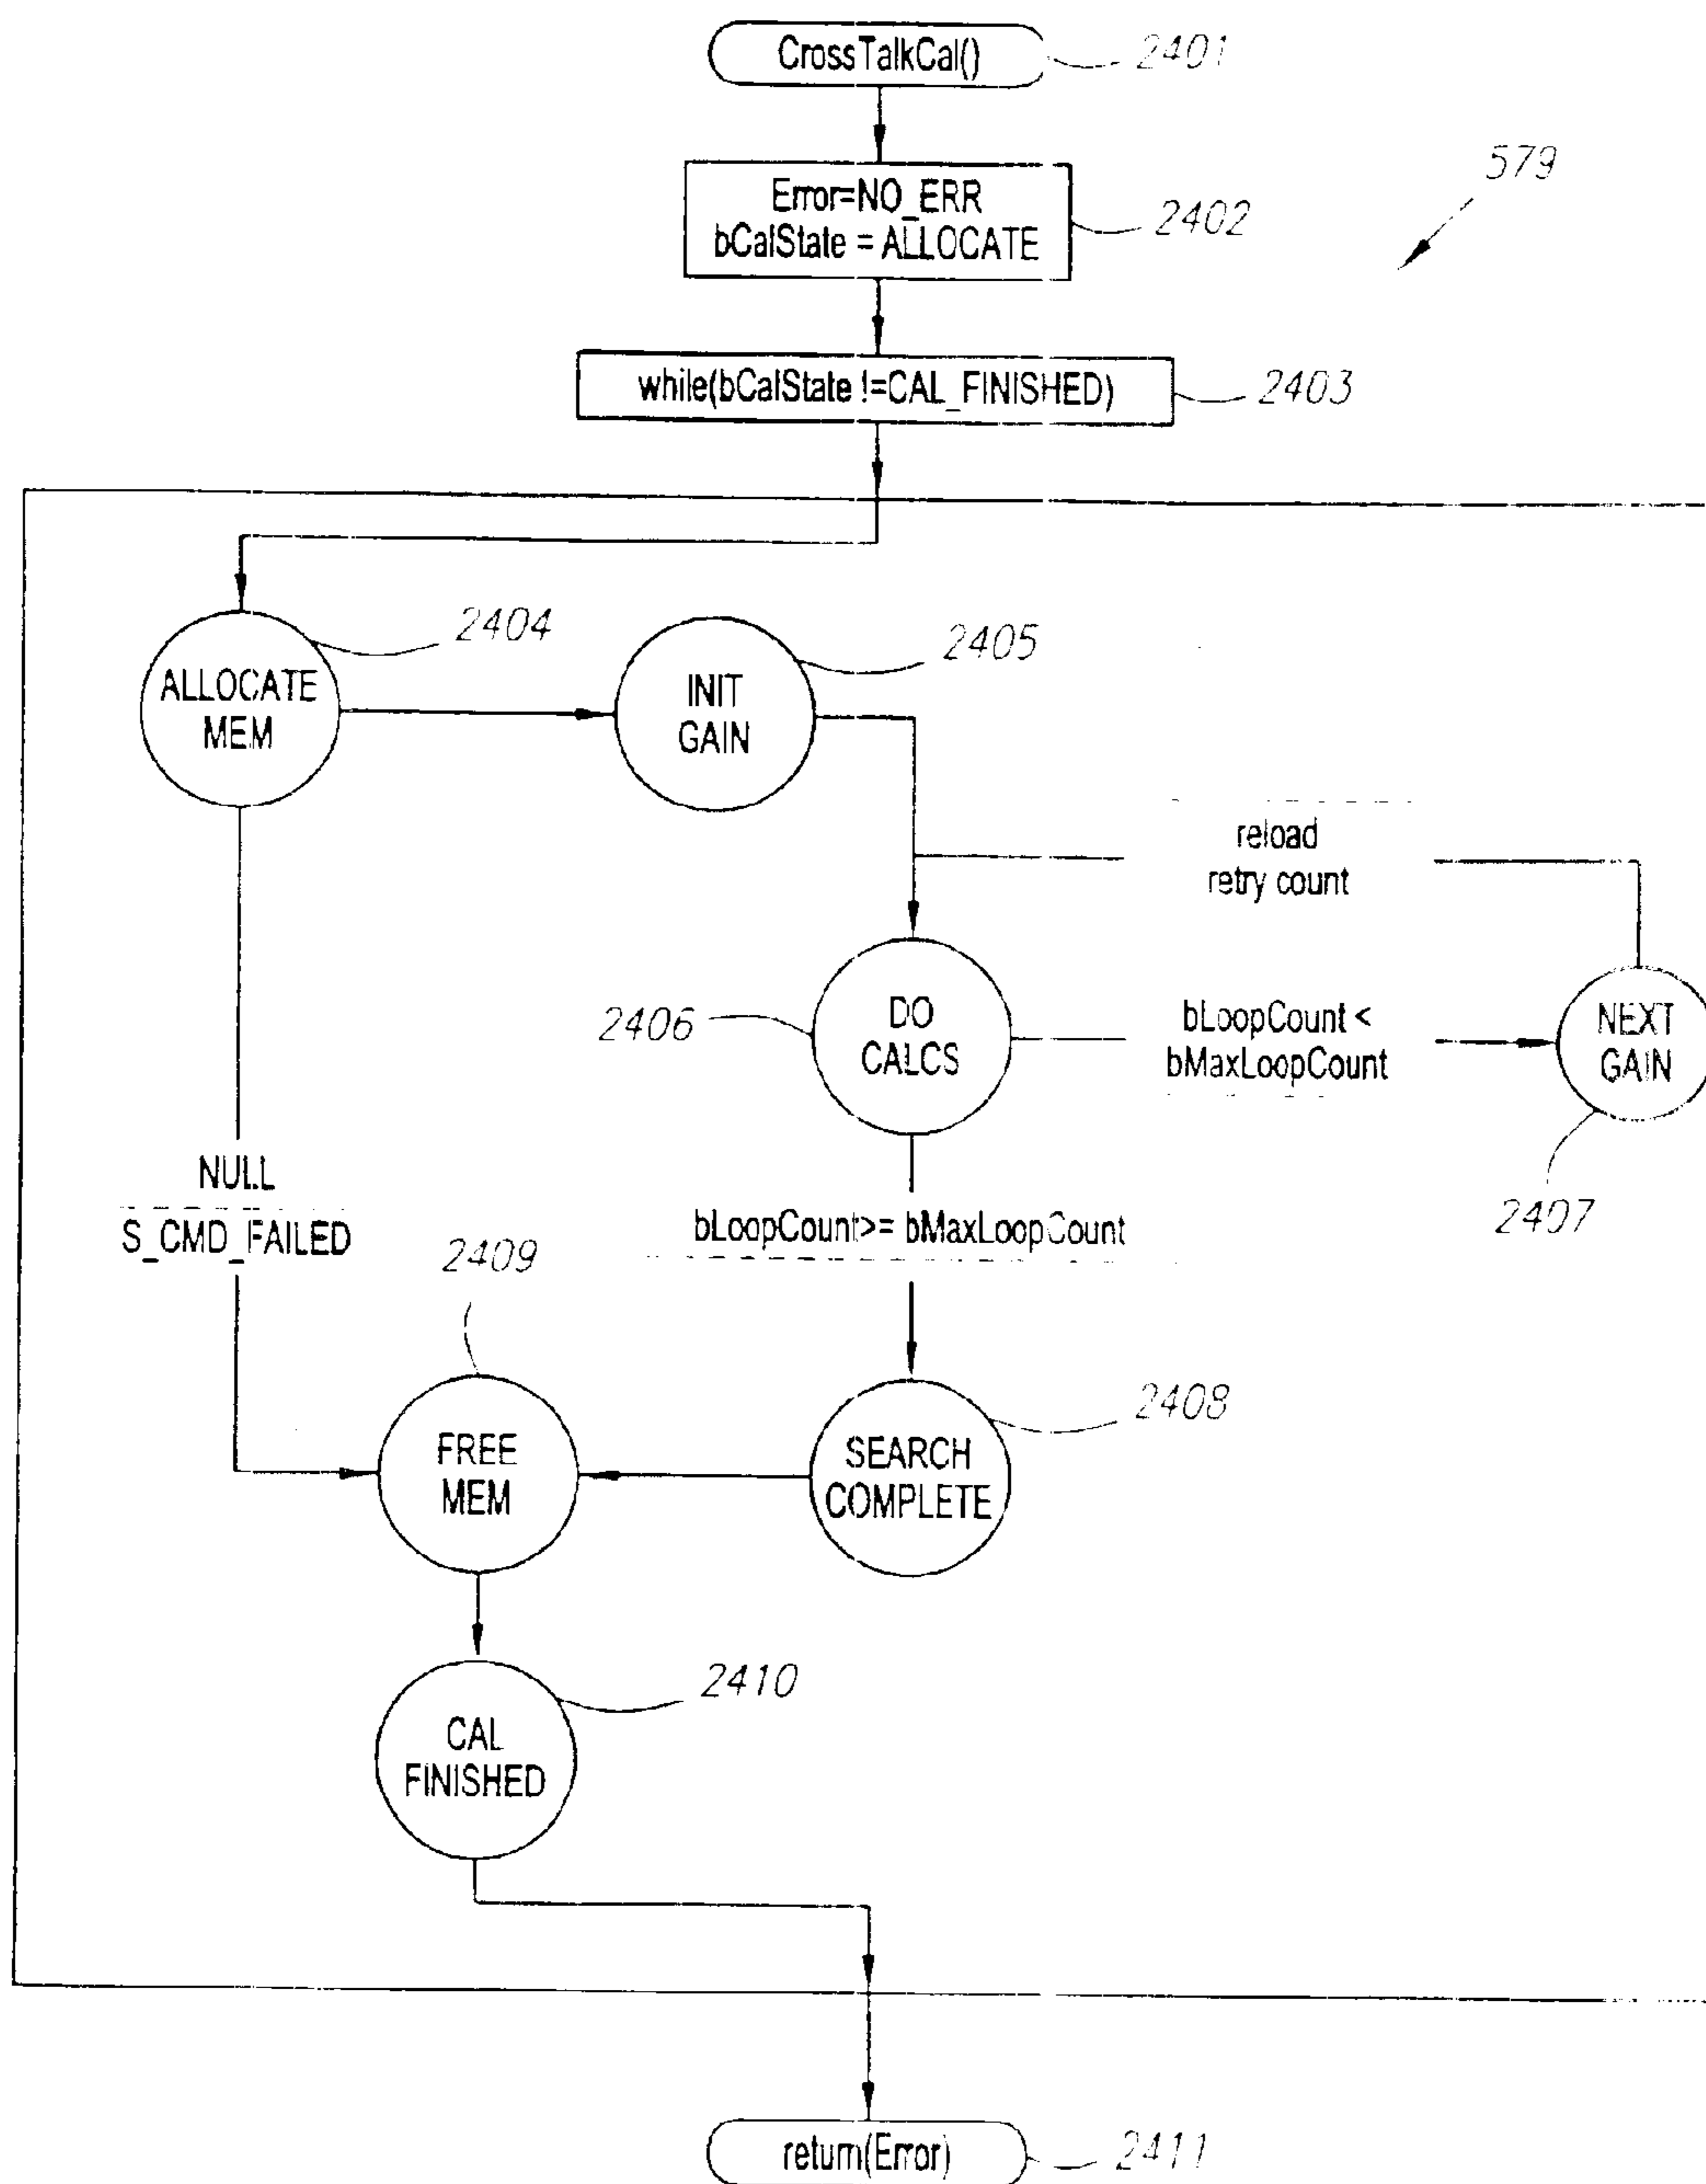 CrossTalkCal()
2401
579
Error=NO_ERR
bCalState = ALLOCATE
2402
while(bCalState !=CAL_FINISHED)
2403
2404
2405
ALLOCATE
MEM
INIT
GAIN
reload
retry count
2406
DO
CALCS
bLoopCount <
bMaxLoopCount
NEXT
GAIN
2407
NULL
S_CMD_FAILED
bLoopCount>= bMaxLoopCount
2409
2408
FREE
MEM
SEARCH
COMPLETE
2410
CAL
FINISHED
return(Error)
2411